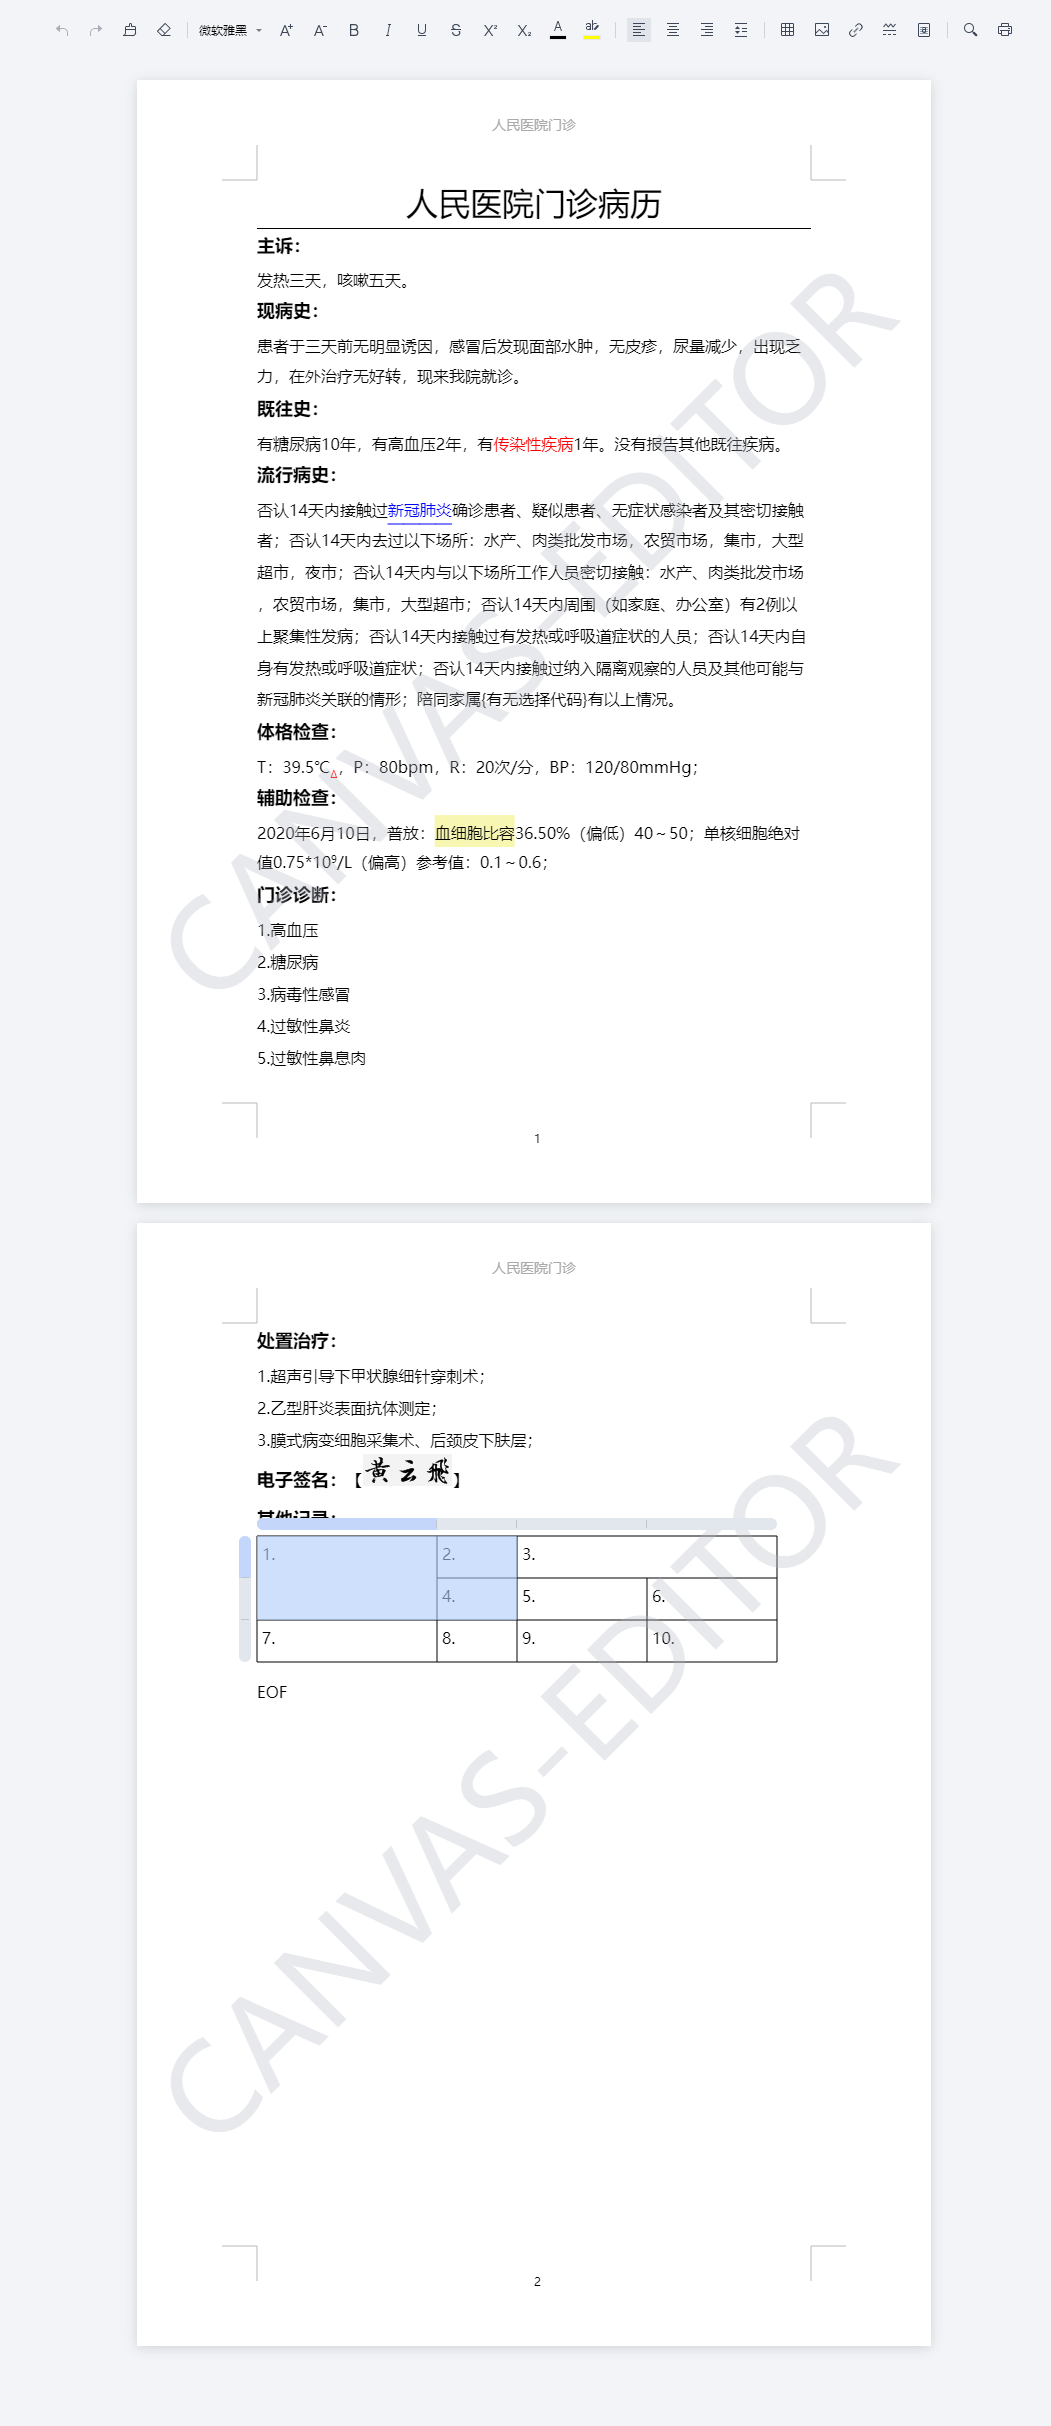 微软雅黑
人民医院门诊
人民医院门诊病历
主诉：
发热三天，咳嗽五天。
现病史：
患者于三天前无明显诱因，感冒后发现面部水肿，无皮疹，尿量减少，出现乏
力，在外治疗无好转，现来我院就诊。
既往史：
有糖尿病10年，有高血压2年，有传染性疾病1年。没有报告其他既往疾病。
流行病史：
否认14天内接触过新冠肺炎确诊患者、疑似患者、无症状感染者及其密切接触
者；否认14天内去过以下场所：水产、肉类批发市场，农贸市场，集市，大型
超市，夜市；否认14天内与以下场所工作人员密切接触：水产、肉类批发市场
，农贸市场，集市，大型超市；否认14天内周围（如家庭、办公室）有2例以
上聚集性发病；否认14天内接触过有发热或呼吸道症状的人员；否认14天内自
身有发热或呼吸道症状；否认14天内接触过纳入隔离观察的人员及其他可能与
新冠肺炎关联的情形；陪同家属{有无选择代码}有以上情况。
体格检查：
T：39.5℃Δ，P：80bpm，R：20次/分，BP：120/80mmHg；
辅助检查：
2020年6月10日，普放：血细胞比容36.50%（偏低）40～50；单核细胞绝对
值0.75*10⁹/L（偏高）参考值：0.1～0.6；
门诊诊断：
1.高血压
2.糖尿病
3.病毒性感冒
4.过敏性鼻炎
5.过敏性鼻息肉
CANVAS-EDITOR
1
人民医院门诊
处置治疗：
1.超声引导下甲状腺细针穿刺术；
2.乙型肝炎表面抗体测定；
3.膜式病变细胞采集术、后颈皮下肤层；
电子签名：【黄云飛】
其他记录：
1. 2. 3.
4. 5. 6.
7. 8. 9. 10.
EOF
CANVAS-EDITOR
2